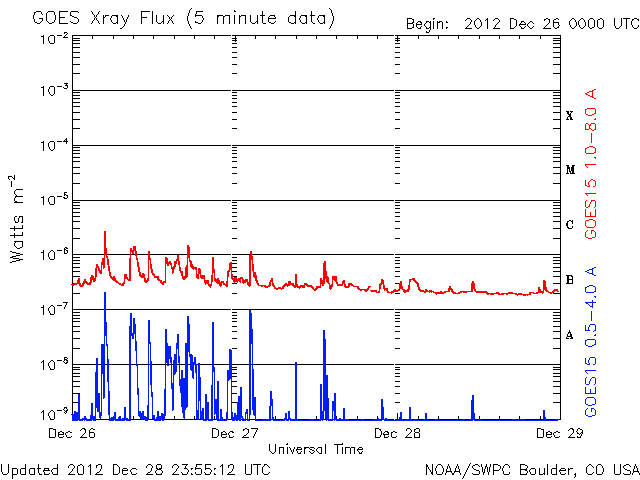 GOES Xray Flux (5 minute data)
Begin: 2012 Dec 26 0000 UTC
10-2
10-3
10-4
10-5
10-6
10-7
10-8
10-9
Watts m-2
X
M
C
B
A
GOES15 1.0-8.0 A
GOES15 0.5-4.0 A
Dec 26
Dec 27
Dec 28
Dec 29
Universal Time
Updated 2012 Dec 28 23:55:12 UTC
NOAA/SWPC Boulder, CO USA